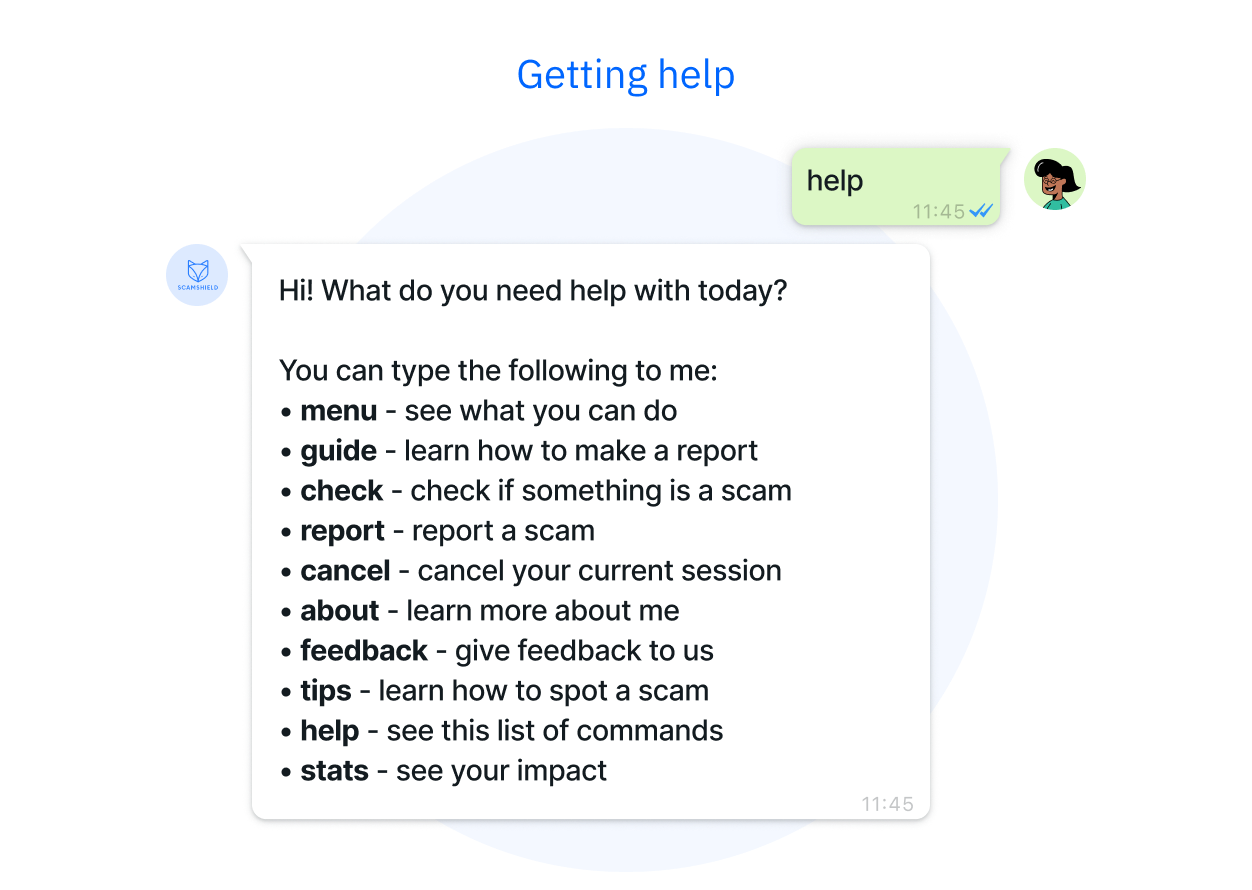 Getting help
help
11:45
SCAMSHIELD
Hi! What do you need help with today?
You can type the following to me:
• menu - see what you can do
• guide - learn how to make a report
• check - check if something is a scam
• report - report a scam
• cancel - cancel your current session
• about - learn more about me
• feedback - give feedback to us
• tips - learn how to spot a scam
• help - see this list of commands
• stats - see your impact
11:45